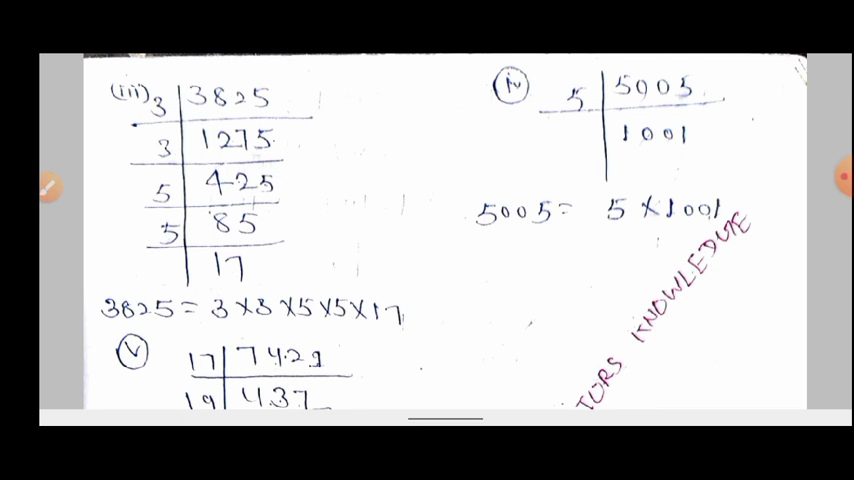 (iii) 3 | 3825
3 | 1275
5 | 425
5 | 85
17
3825 = 3 × 3 × 5 × 5 × 17
(iv) 5 | 5005
1001
5005 = 5 × 1001
(v) 17 | 7429
19 | 437
TORS KNOWLEDGE